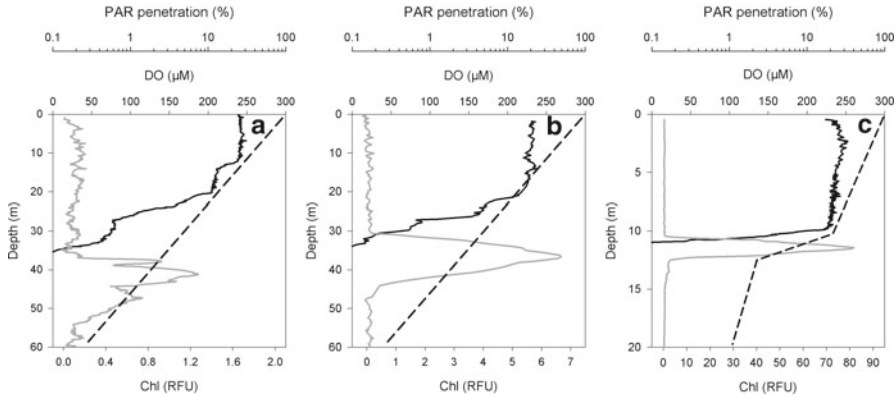 PAR penetration (%)
0.1 1 10 100
DO (µM)
0 50 100 150 200 250 300
a
Depth (m)
0
10
20
30
40
50
60
0.0 0.4 0.8 1.2 1.6 2.0
Chl (RFU)
PAR penetration (%)
0.1 1 10 100
DO (µM)
0 50 100 150 200 250 300
b
Depth (m)
0
10
20
30
40
50
60
0 1 2 3 4 5 6 7
Chl (RFU)
PAR penetration (%)
0.1 1 10 100
DO (µM)
0 50 100 150 200 250 300
c
Depth (m)
0
5
10
15
20
0 10 20 30 40 50 60 70 80 90
Chl (RFU)